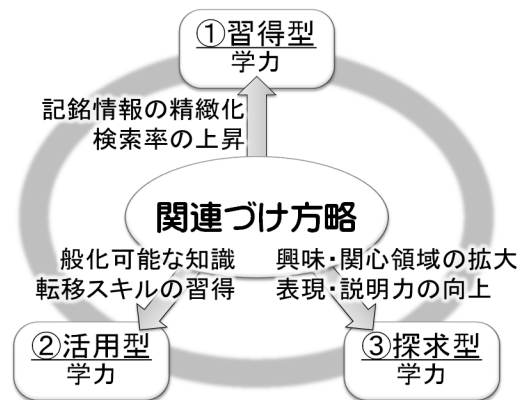 ①習得型
学力
記銘情報の精緻化
検索率の上昇
関連づけ方略
般化可能な知識
転移スキルの習得
興味・関心領域の拡大
表現・説明力の向上
②活用型
学力
③探求型
学力